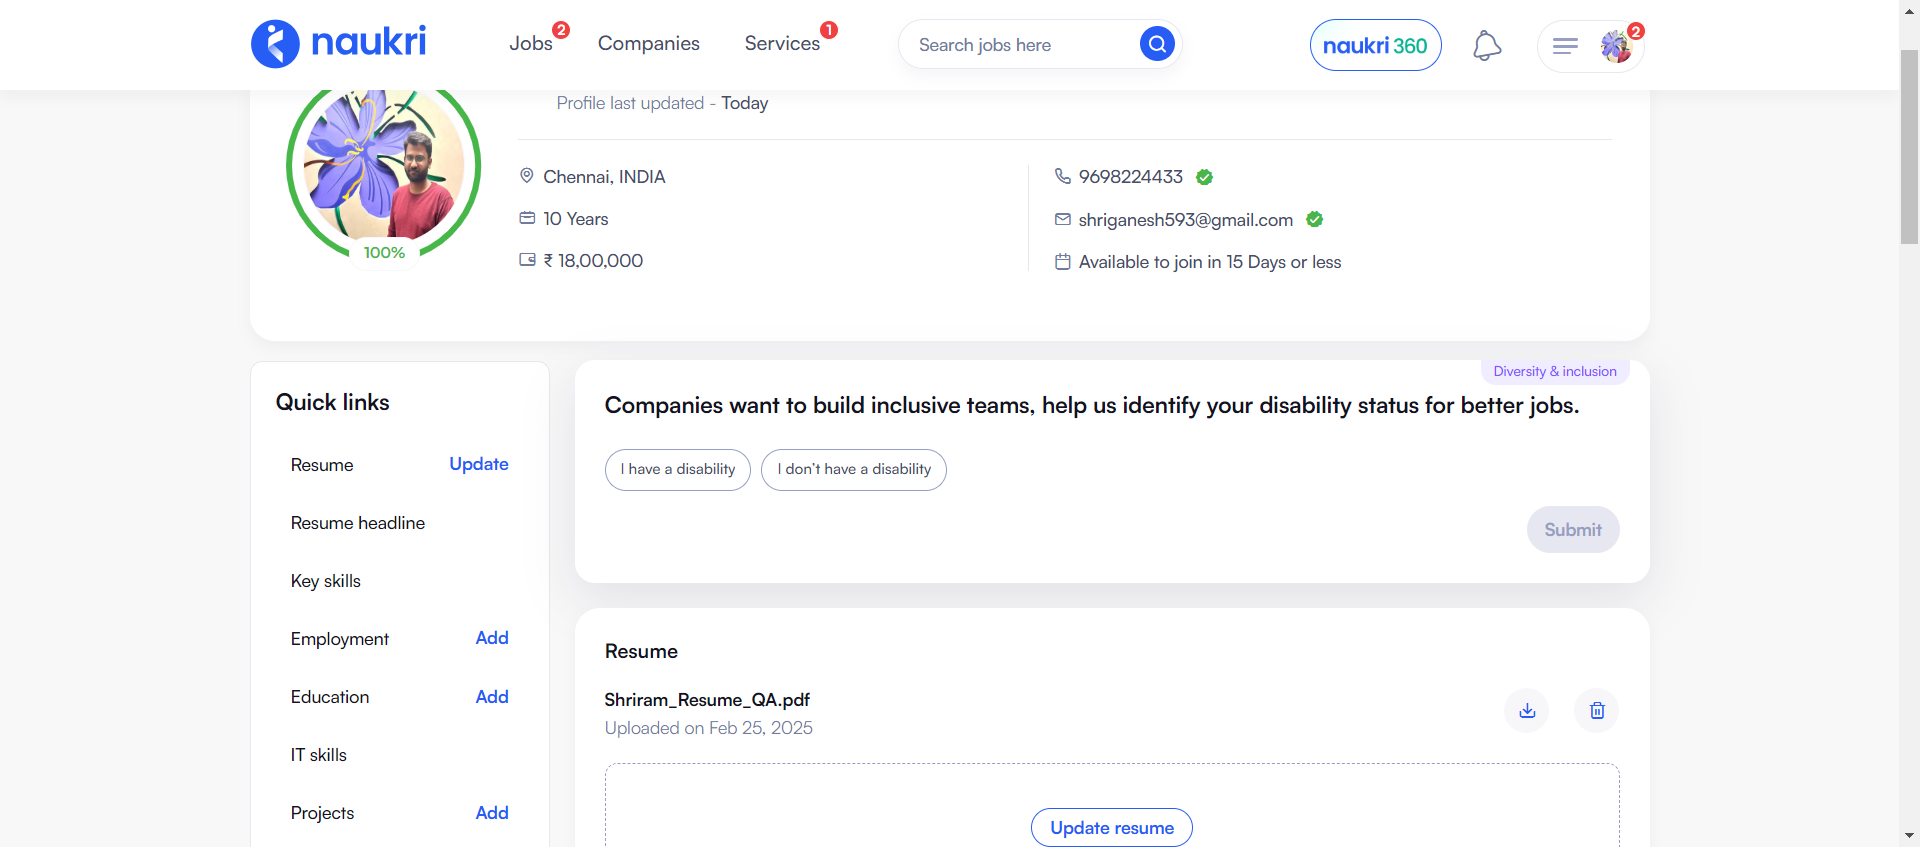 naukri
Jobs 2
Companies
Services 1
Search jobs here
naukri 360
2
Profile last updated - Today
Chennai, INDIA
10 Years
₹ 18,00,000
9698224433
shriganesh593@gmail.com
Available to join in 15 Days or less
100%
Quick links
Resume Update
Resume headline
Key skills
Employment Add
Education Add
IT skills
Projects Add
Diversity & inclusion
Companies want to build inclusive teams, help us identify your disability status for better jobs.
I have a disability
I don't have a disability
Submit
Resume
Shriram_Resume_QA.pdf
Uploaded on Feb 25, 2025
Update resume